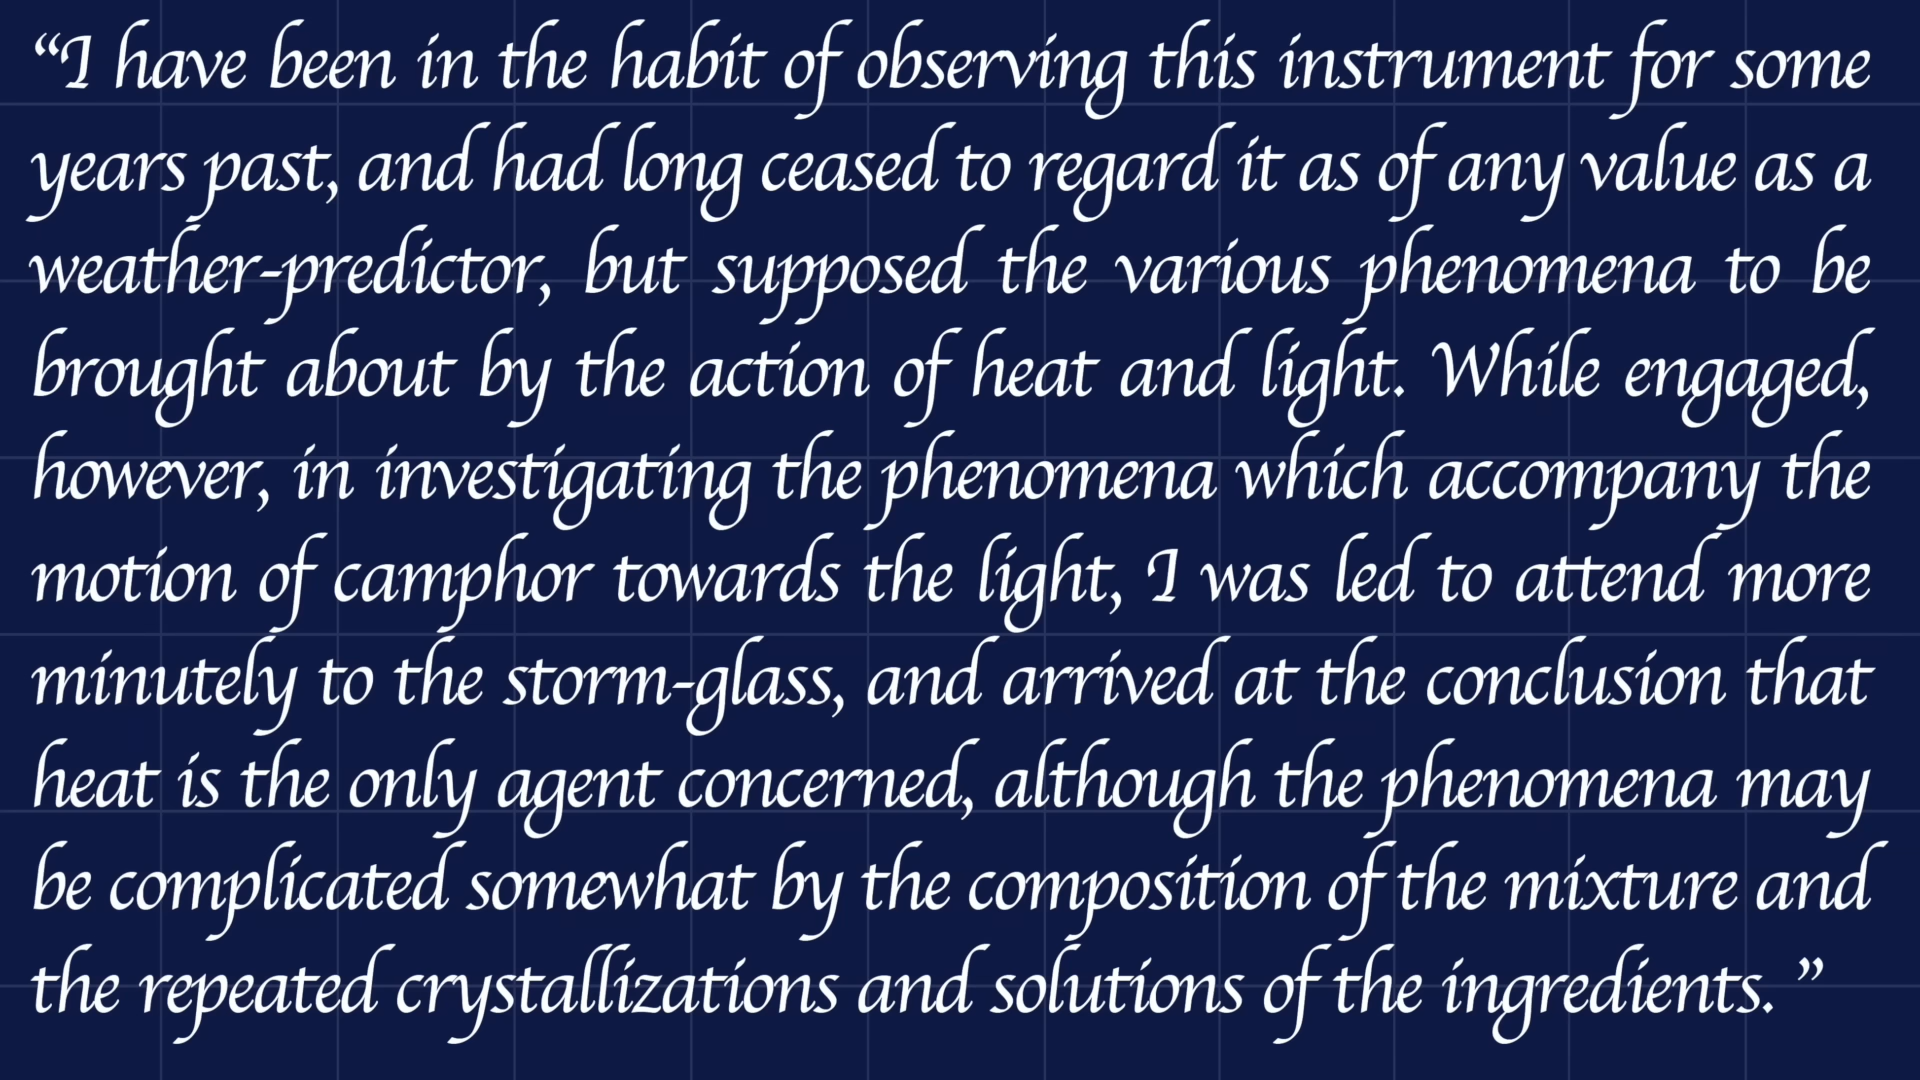 “I have been in the habit of observing this instrument for some
years past, and had long ceased to regard it as of any value as a
weather-predictor, but supposed the various phenomena to be
brought about by the action of heat and light. While engaged,
however, in investigating the phenomena which accompany the
motion of camphor towards the light, I was led to attend more
minutely to the storm-glass, and arrived at the conclusion that
heat is the only agent concerned, although the phenomena may
be complicated somewhat by the composition of the mixture and
the repeated crystallizations and solutions of the ingredients. ”